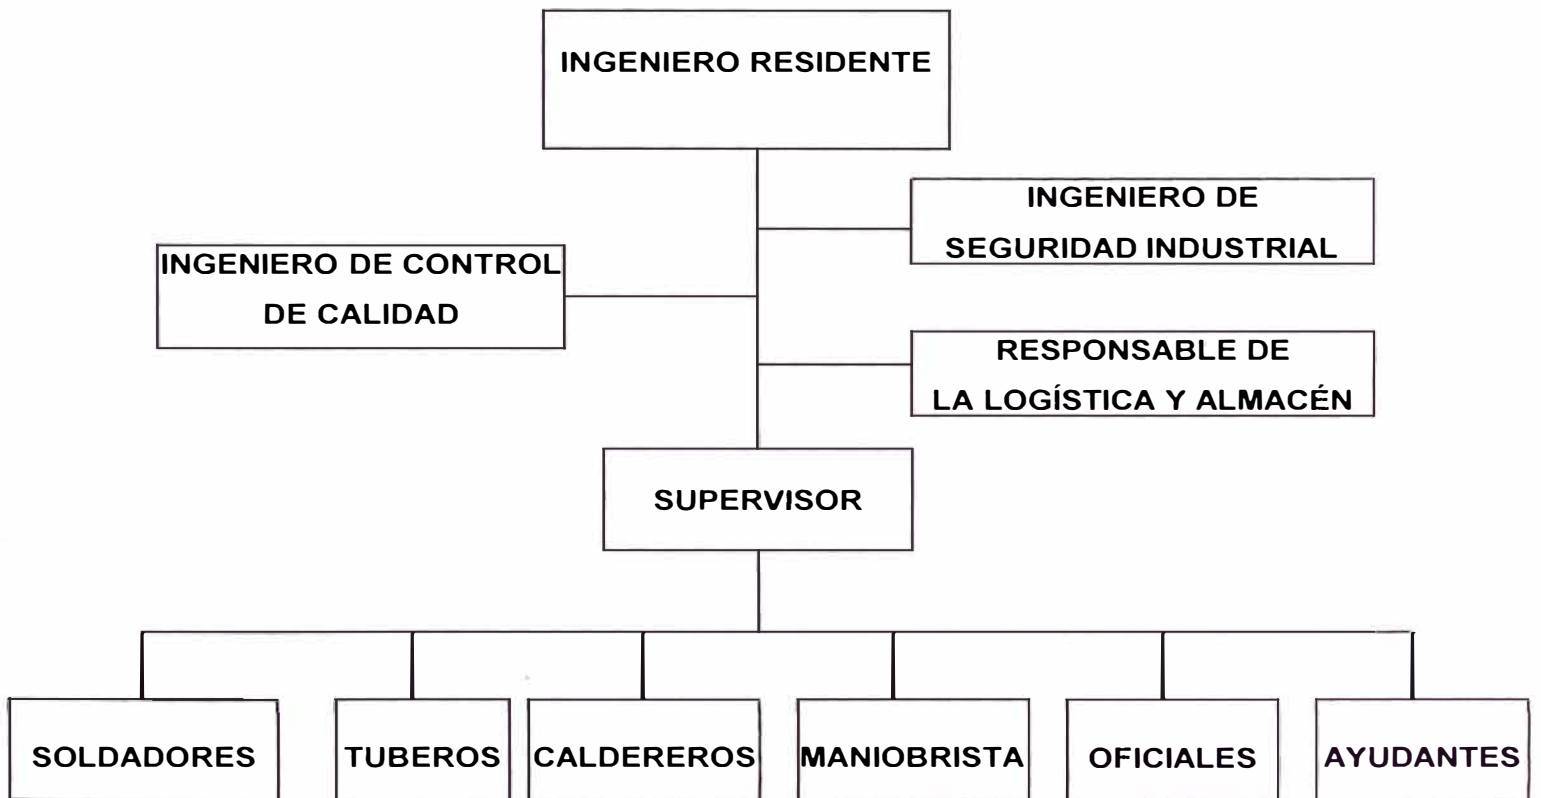 INGENIERO RESIDENTE
INGENIERO DE
SEGURIDAD INDUSTRIAL
INGENIERO DE CONTROL
DE CALIDAD
RESPONSABLE DE
LA LOGÍSTICA Y ALMACÉN
SUPERVISOR
SOLDADORES
TUBEROS
CALDEREROS
MANIOBRISTA
OFICIALES
AYUDANTES